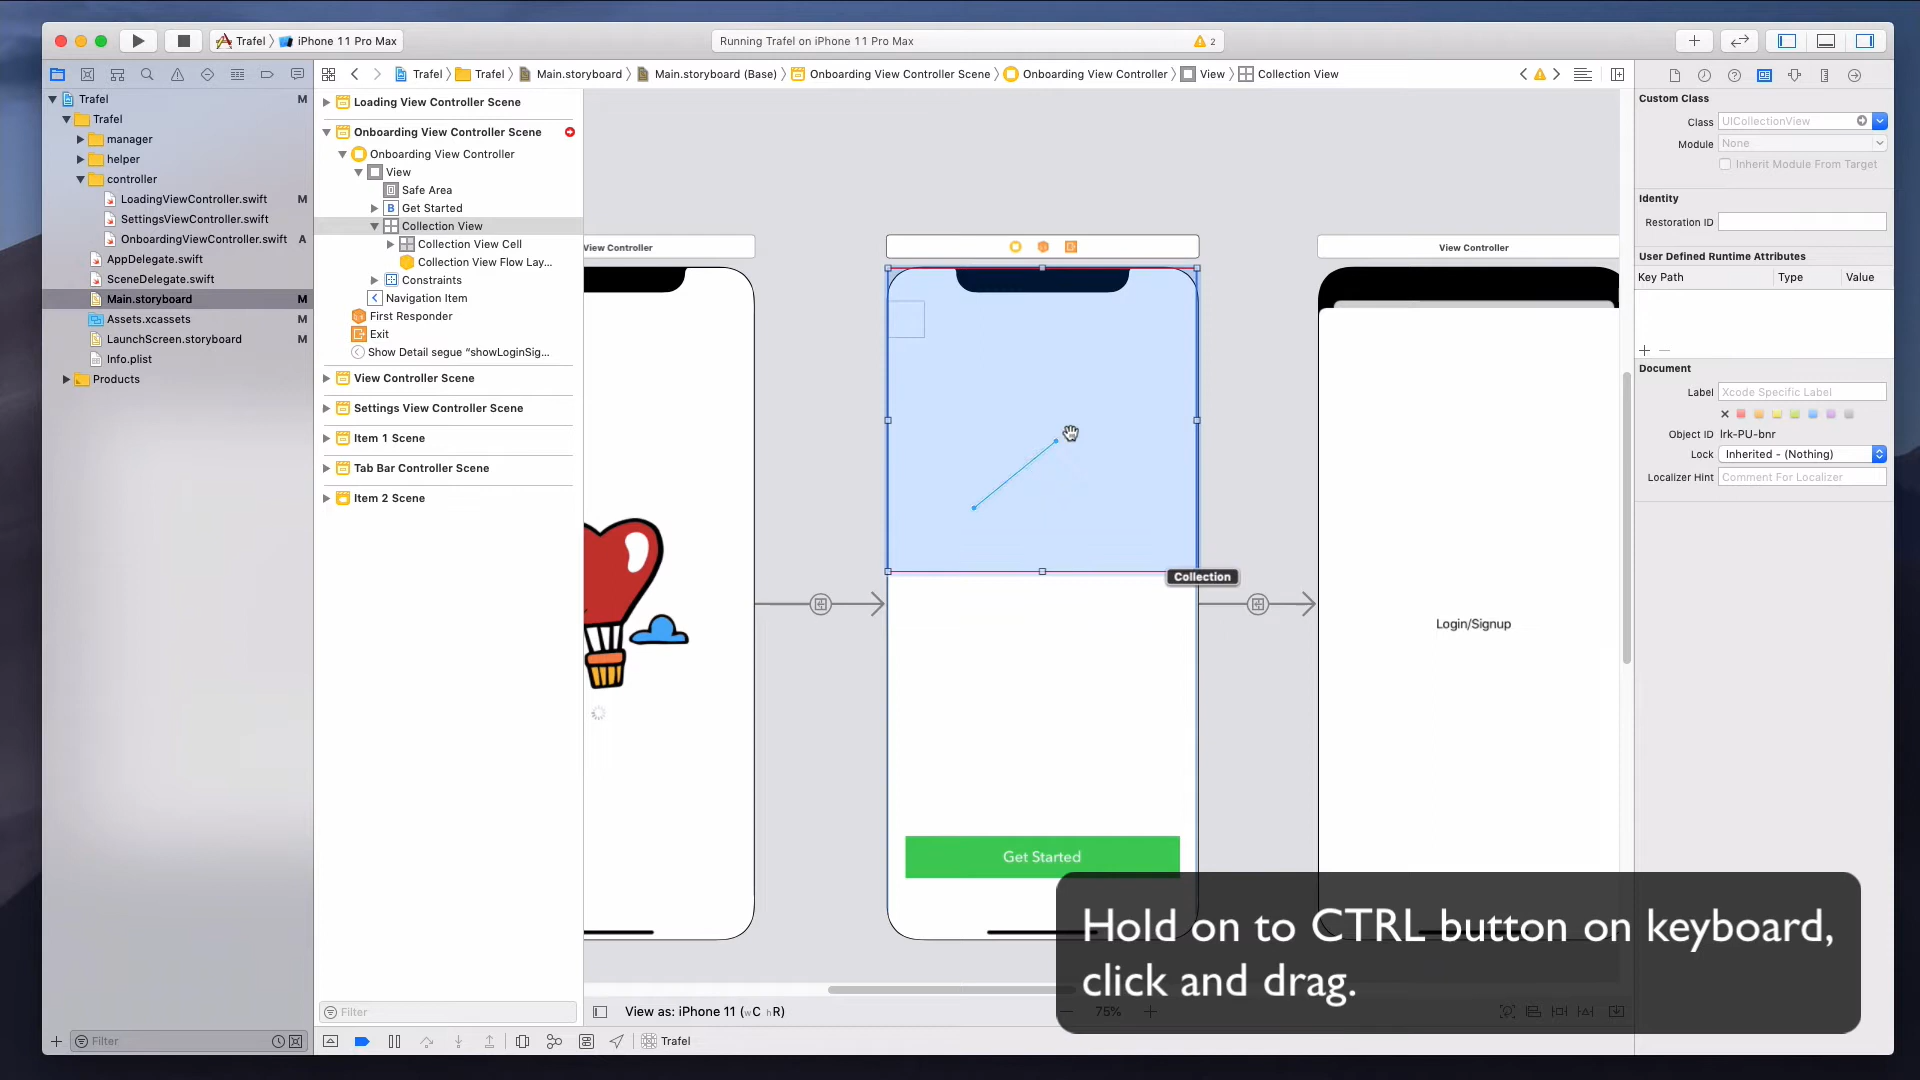 Trafel
iPhone 11 Pro Max
Running Trafel on iPhone 11 Pro Max
2
Trafel
Trafel
Main.storyboard
Main.storyboard (Base)
Onboarding View Controller Scene
Onboarding View Controller
View
Collection View
Trafel M
Trafel
manager
helper
controller
LoadingViewController.swift M
SettingsViewController.swift
OnboardingViewController.swift A
AppDelegate.swift
SceneDelegate.swift
Main.storyboard M
Assets.xcassets M
LaunchScreen.storyboard M
Info.plist
Products
Filter
Loading View Controller Scene
Onboarding View Controller Scene
Onboarding View Controller
View
Safe Area
B Get Started
Collection View
Collection View Cell
Collection View Flow Lay...
Constraints
Navigation Item
First Responder
Exit
Show Detail segue “showLoginSig...
View Controller Scene
Settings View Controller Scene
Item 1 Scene
Tab Bar Controller Scene
Item 2 Scene
Filter
View Controller
View Controller
Collection
Login/Signup
Get Started
View as: iPhone 11 (wC hR)
75%
Trafel
Custom Class
Class UICollectionView
Module None
Inherit Module From Target
Identity
Restoration ID
User Defined Runtime Attributes
Key Path Type Value
Document
Label Xcode Specific Label
Object ID lrk-PU-bnr
Lock Inherited - (Nothing)
Localizer Hint Comment For Localizer
Hold on to CTRL button on keyboard,
click and drag.